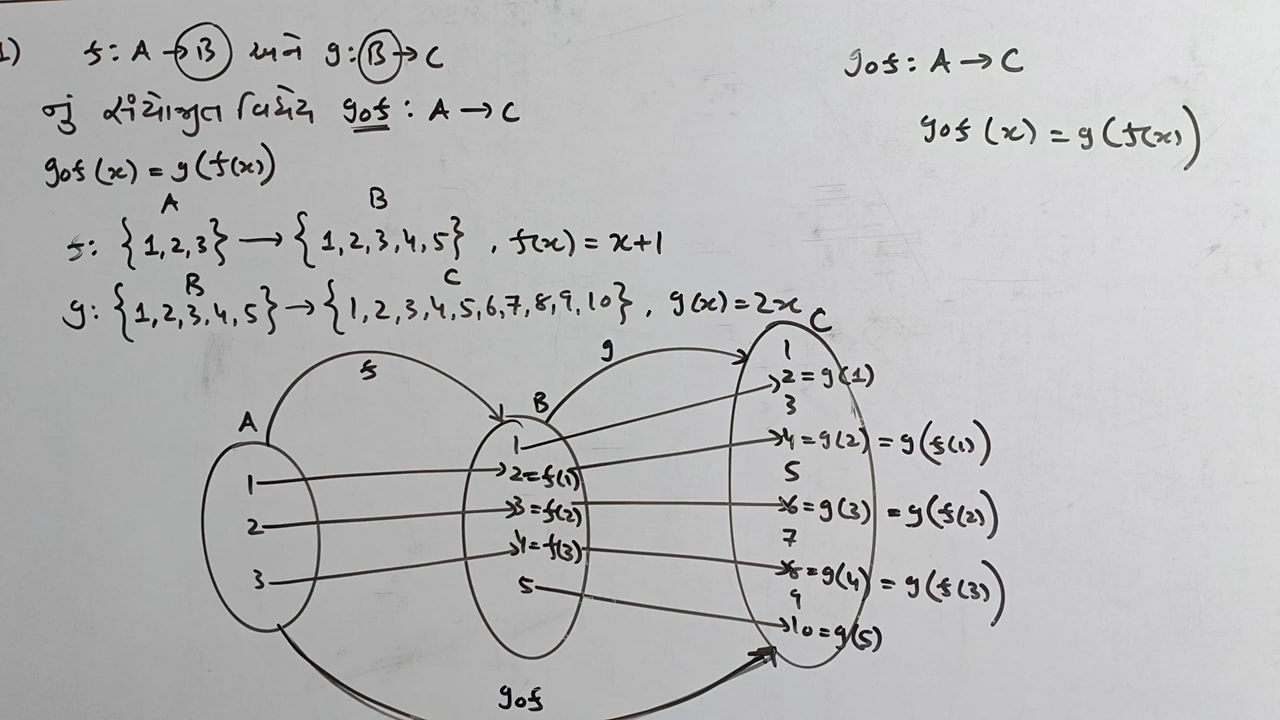 1) f: A → B અને g: B → C
નું સંયોજીત વિધેય gof : A → C
gof (x) = g(f(x))
A B
f: {1,2,3} → {1,2,3,4,5} , f(x) = x+1
B C
g: {1,2,3,4,5} → {1,2,3,4,5,6,7,8,9,10} , g(x) = 2x
gof : A → C
gof (x) = g(f(x))
f
g
A
1
2
3
B
1
2 = f(1)
3 = f(2)
4 = f(3)
5
C
1
2 = g(1)
3
4 = g(2) = g(f(1))
5
6 = g(3) = g(f(2))
7
8 = g(4) = g(f(3))
9
10 = g(5)
gof